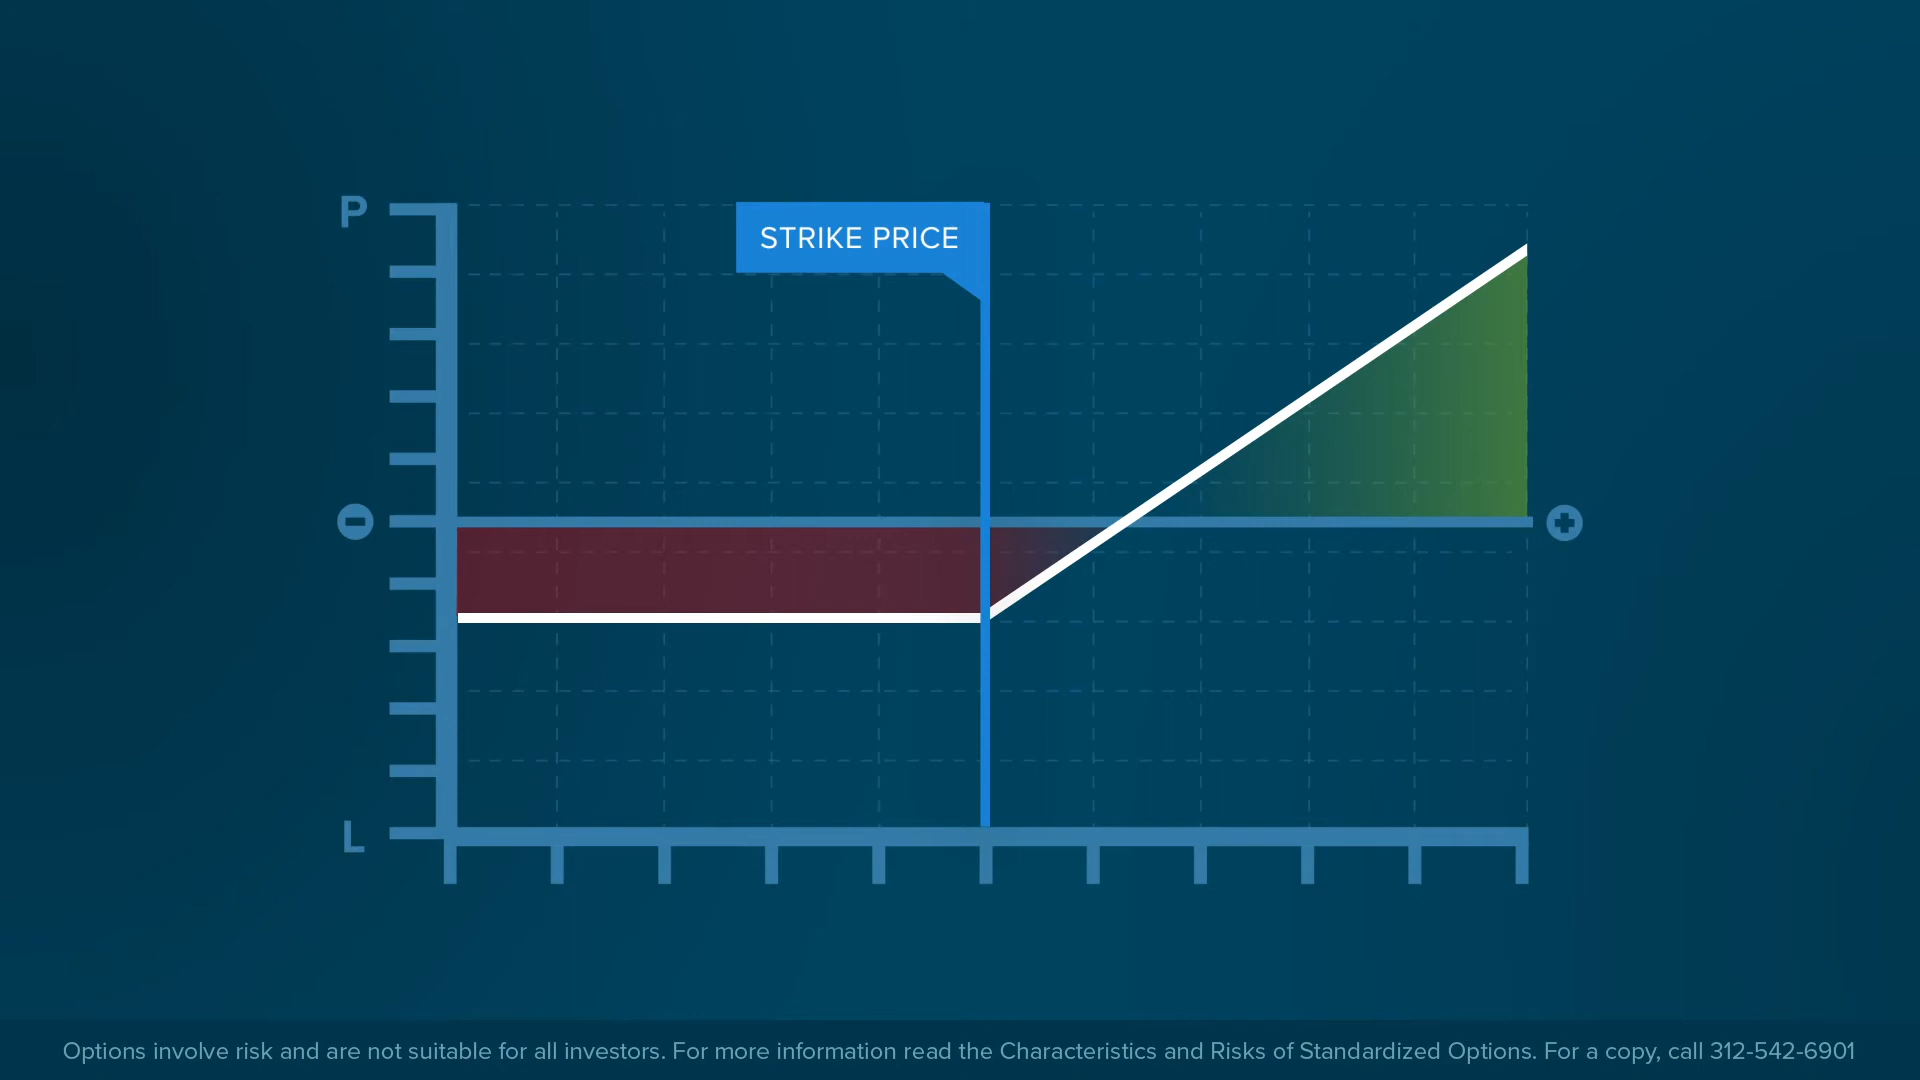 P
STRIKE PRICE
L
Options involve risk and are not suitable for all investors. For more information read the Characteristics and Risks of Standardized Options. For a copy, call 312-542-6901